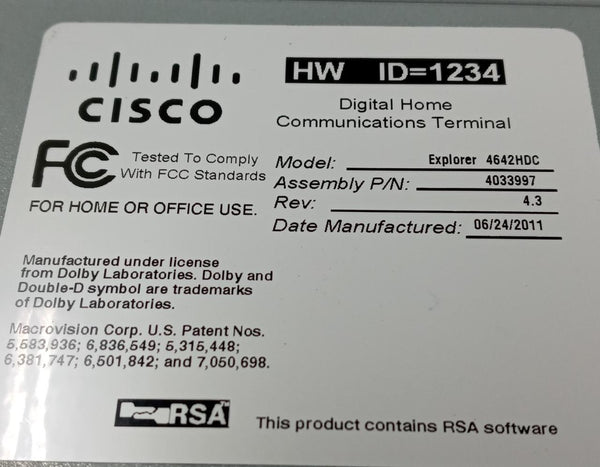 CISCO
HW ID=1234
Digital Home
Communications Terminal
FC Tested To Comply
With FCC Standards
FOR HOME OR OFFICE USE.
Model: Explorer 4642HDC
Assembly P/N: 4033997
Rev: 4.3
Date Manufactured: 06/24/2011
Manufactured under license
from Dolby Laboratories. Dolby and
Double-D symbol are trademarks
of Dolby Laboratories.
Macrovision Corp. U.S. Patent Nos.
5,583,936; 6,836,549; 5,315,448;
6,381,747; 6,501,842; and 7,050,698.
RSA™
This product contains RSA software